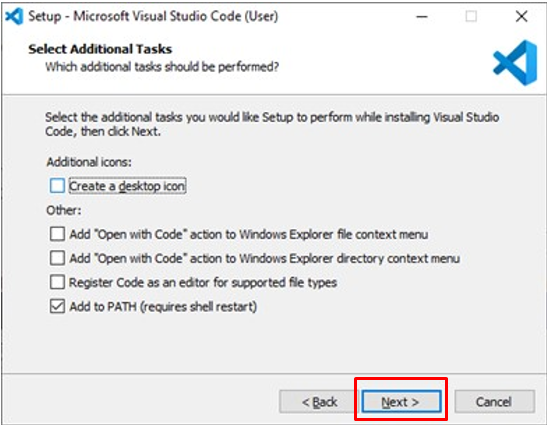 Setup - Microsoft Visual Studio Code (User)
Select Additional Tasks
Which additional tasks should be performed?
Select the additional tasks you would like Setup to perform while installing Visual Studio
Code, then click Next.
Additional icons:
Create a desktop icon
Other:
Add "Open with Code" action to Windows Explorer file context menu
Add "Open with Code" action to Windows Explorer directory context menu
Register Code as an editor for supported file types
Add to PATH (requires shell restart)
< Back
Next >
Cancel